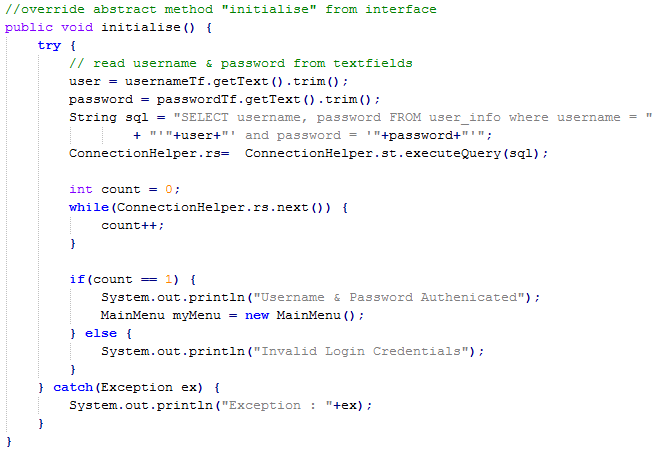 //override abstract method "initialise" from interface
public void initialise() {
try {
// read username & password from textfields
user = usernameTf.getText().trim();
password = passwordTf.getText().trim();
String sql = "SELECT username, password FROM user_info where username = "
+ "'"+user+"' and password = '"+password+"'";
ConnectionHelper.rs=  ConnectionHelper.st.executeQuery(sql);
int count = 0;
while(ConnectionHelper.rs.next()) {
count++;
}
if(count == 1) {
System.out.println("Username & Password Authenicated");
MainMenu myMenu = new MainMenu();
} else {
System.out.println("Invalid Login Credentials");
}
} catch(Exception ex) {
System.out.println("Exception : "+ex);
}
}